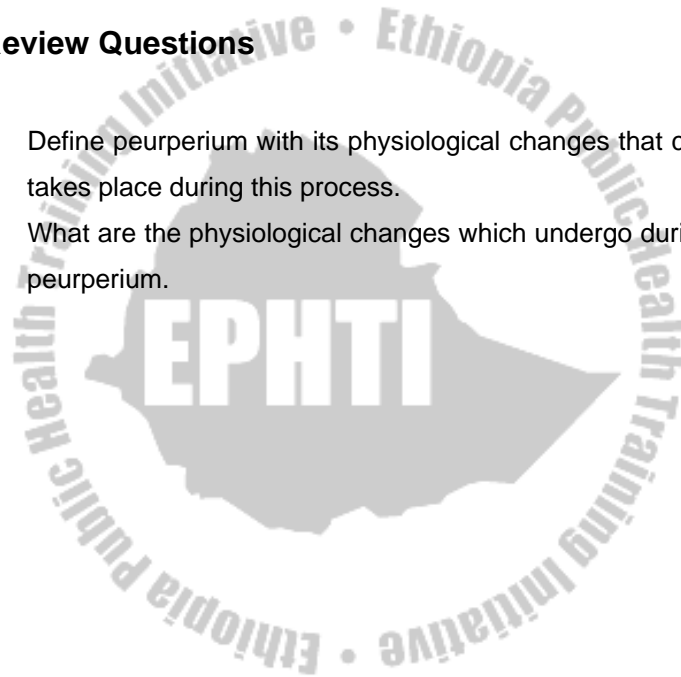 eview Questions
Define peurperium with its physiological changes that
takes place during this process.
What are the physiological changes which undergo
peurperium.
EPHTI
Ethiopia Public Health Training Initiative • Ethiopia Public Health Training Initiative •